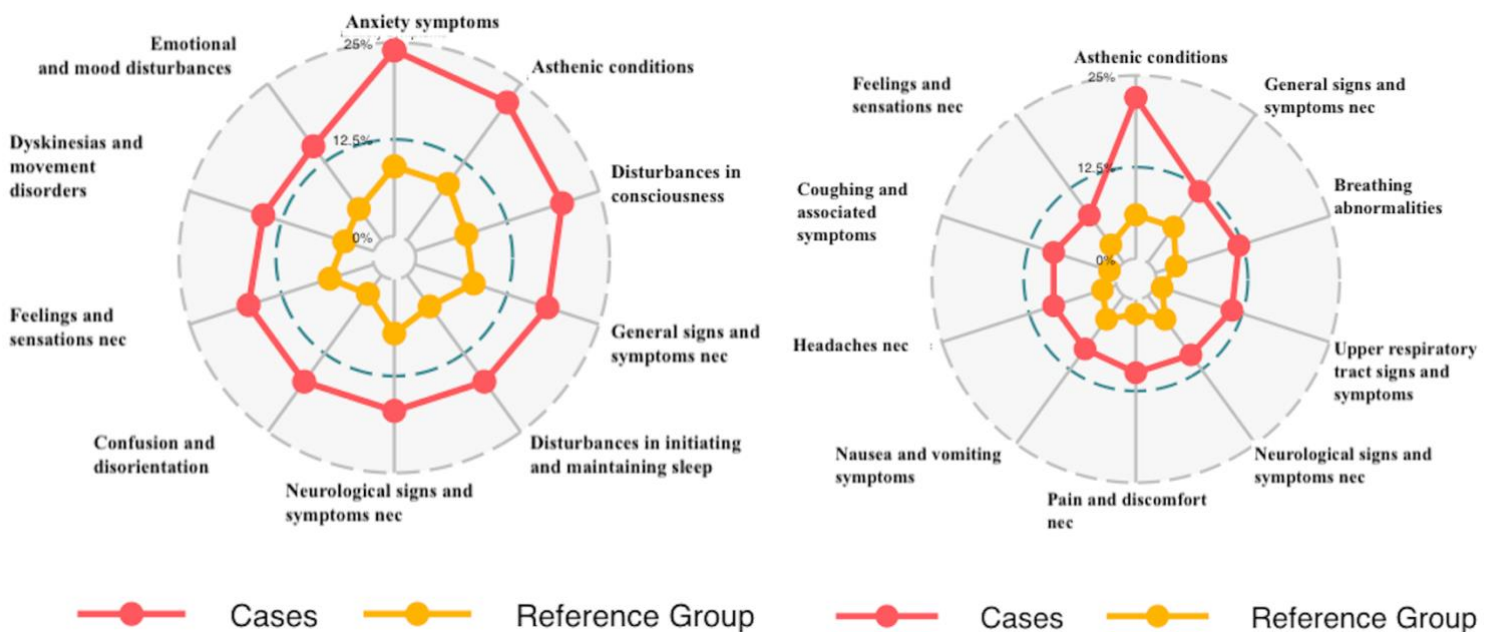 Anxiety symptoms
25%
12.5%
0%
Asthenic conditions
Disturbances in
consciousness
General signs and
symptoms nec
Disturbances in initiating
and maintaining sleep
Neurological signs and
symptoms nec
Confusion and
disorientation
Feelings and
sensations nec
Dyskinesias and
movement
disorders
Emotional
and mood disturbances
Cases
Reference Group
Asthenic conditions
25%
12.5%
0%
General signs and
symptoms nec
Breathing
abnormalities
Upper respiratory
tract signs and
symptoms
Neurological signs and
symptoms nec
Pain and discomfort
nec
Nausea and vomiting
symptoms
Headaches nec
Coughing and
associated
symptoms
Feelings and
sensations nec
Cases
Reference Group